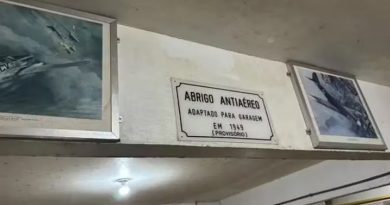 ABRIGO ANTIAÉREO
ADAPTADO PARA GARAGEM
EM 1949
(PROVISÓRIO)